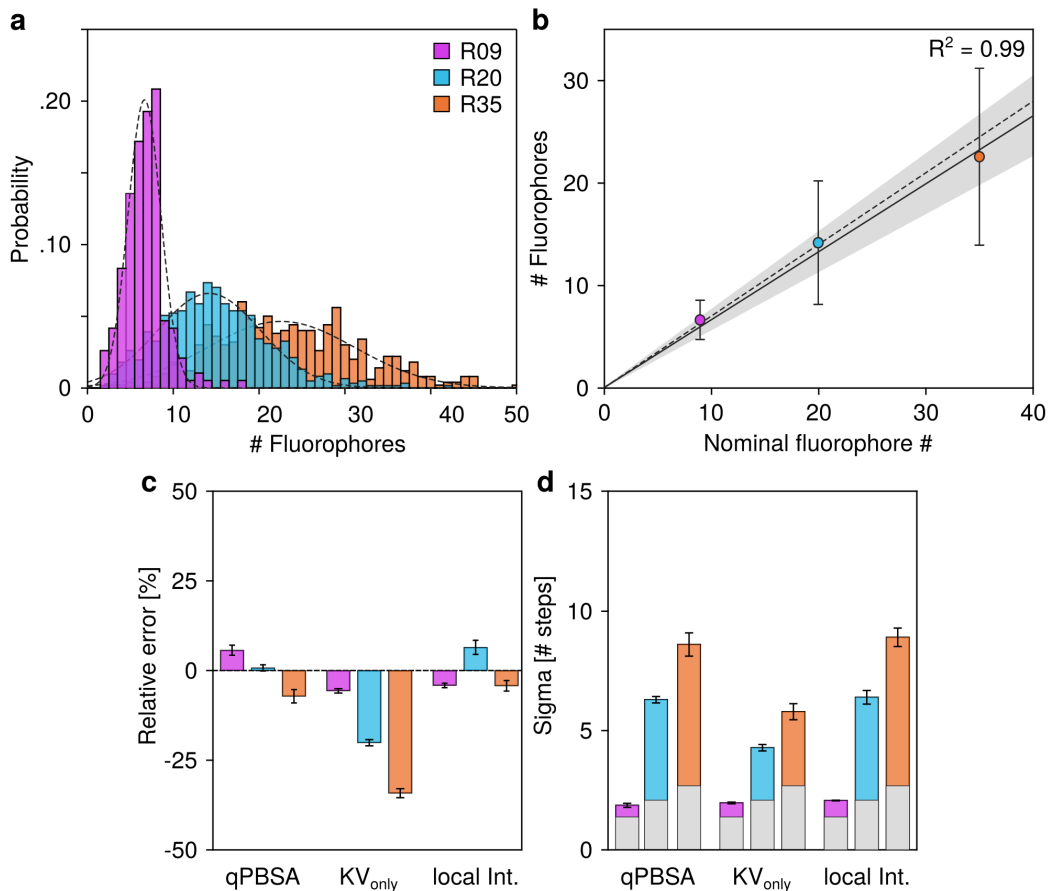 a
R09
R20
R35
.20
.10
0
Probability
0 10 20 30 40 50
# Fluorophores
b
R² = 0.99
30
20
10
0
# Fluorophores
0 10 20 30 40
Nominal fluorophore #
c
50
25
0
-25
-50
Relative error [%]
qPBSA KVonly local Int.
d
15
10
5
0
Sigma [# steps]
qPBSA KVonly local Int.